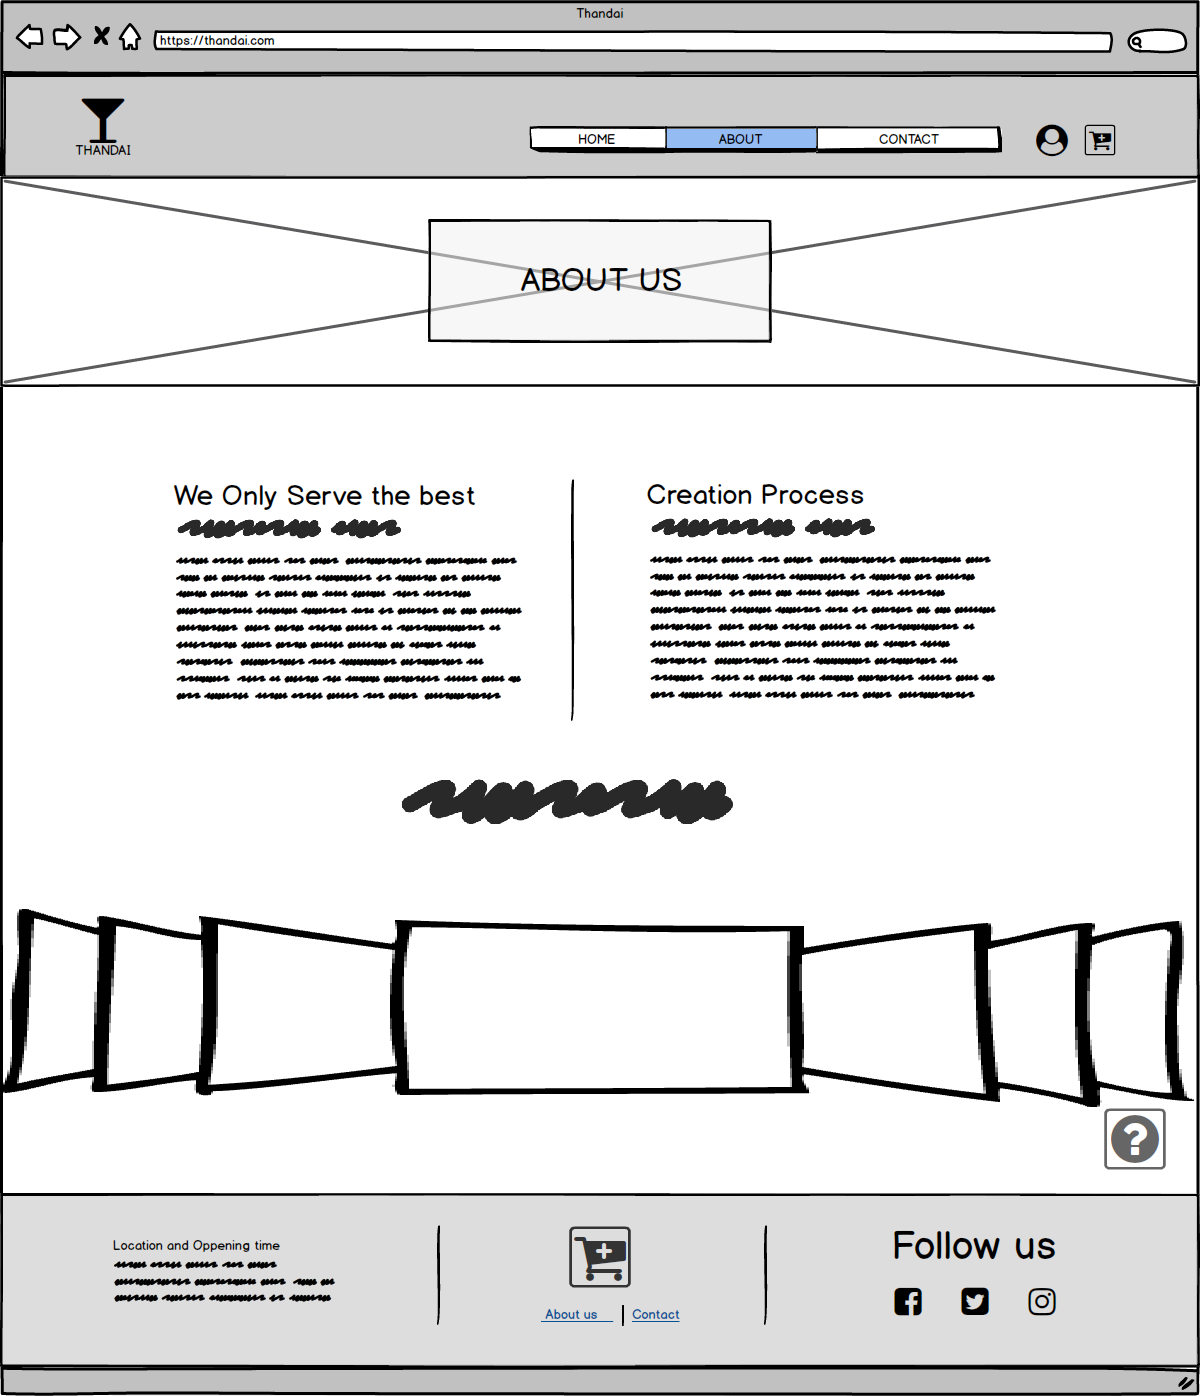 Thandai
https://thandai.com
THANDAI
HOME ABOUT CONTACT
ABOUT US
We Only Serve the best
Creation Process
Location and Oppening time
About us Contact
Follow us